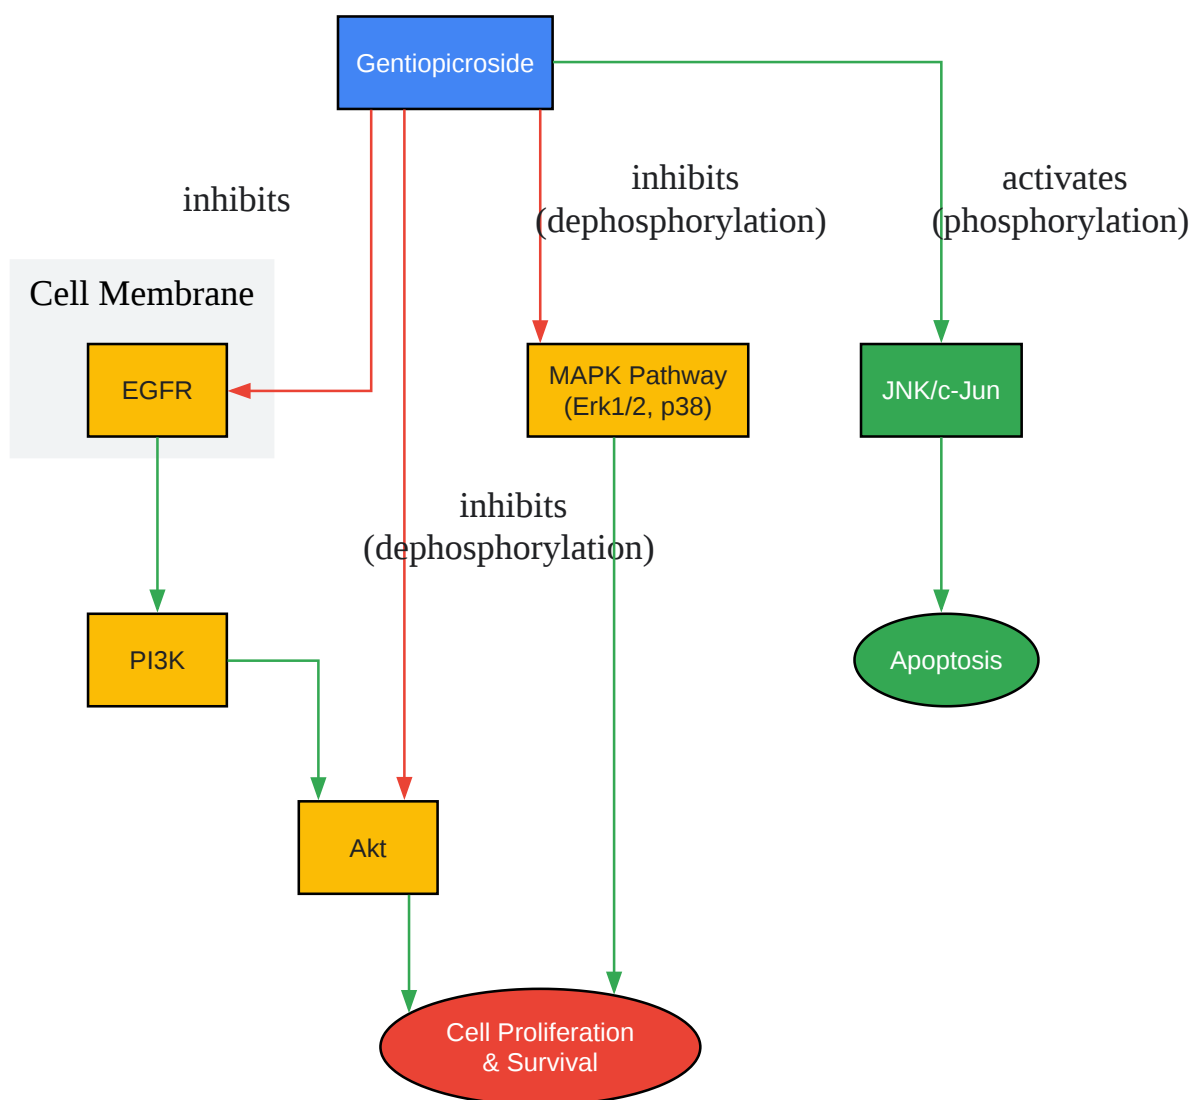 Gentiopicroside
inhibits
inhibits
(dephosphorylation)
activates
(phosphorylation)
Cell Membrane
EGFR
MAPK Pathway
(Erk1/2, p38)
JNK/c-Jun
inhibits
(dephosphorylation)
PI3K
Apoptosis
Akt
Cell Proliferation
& Survival